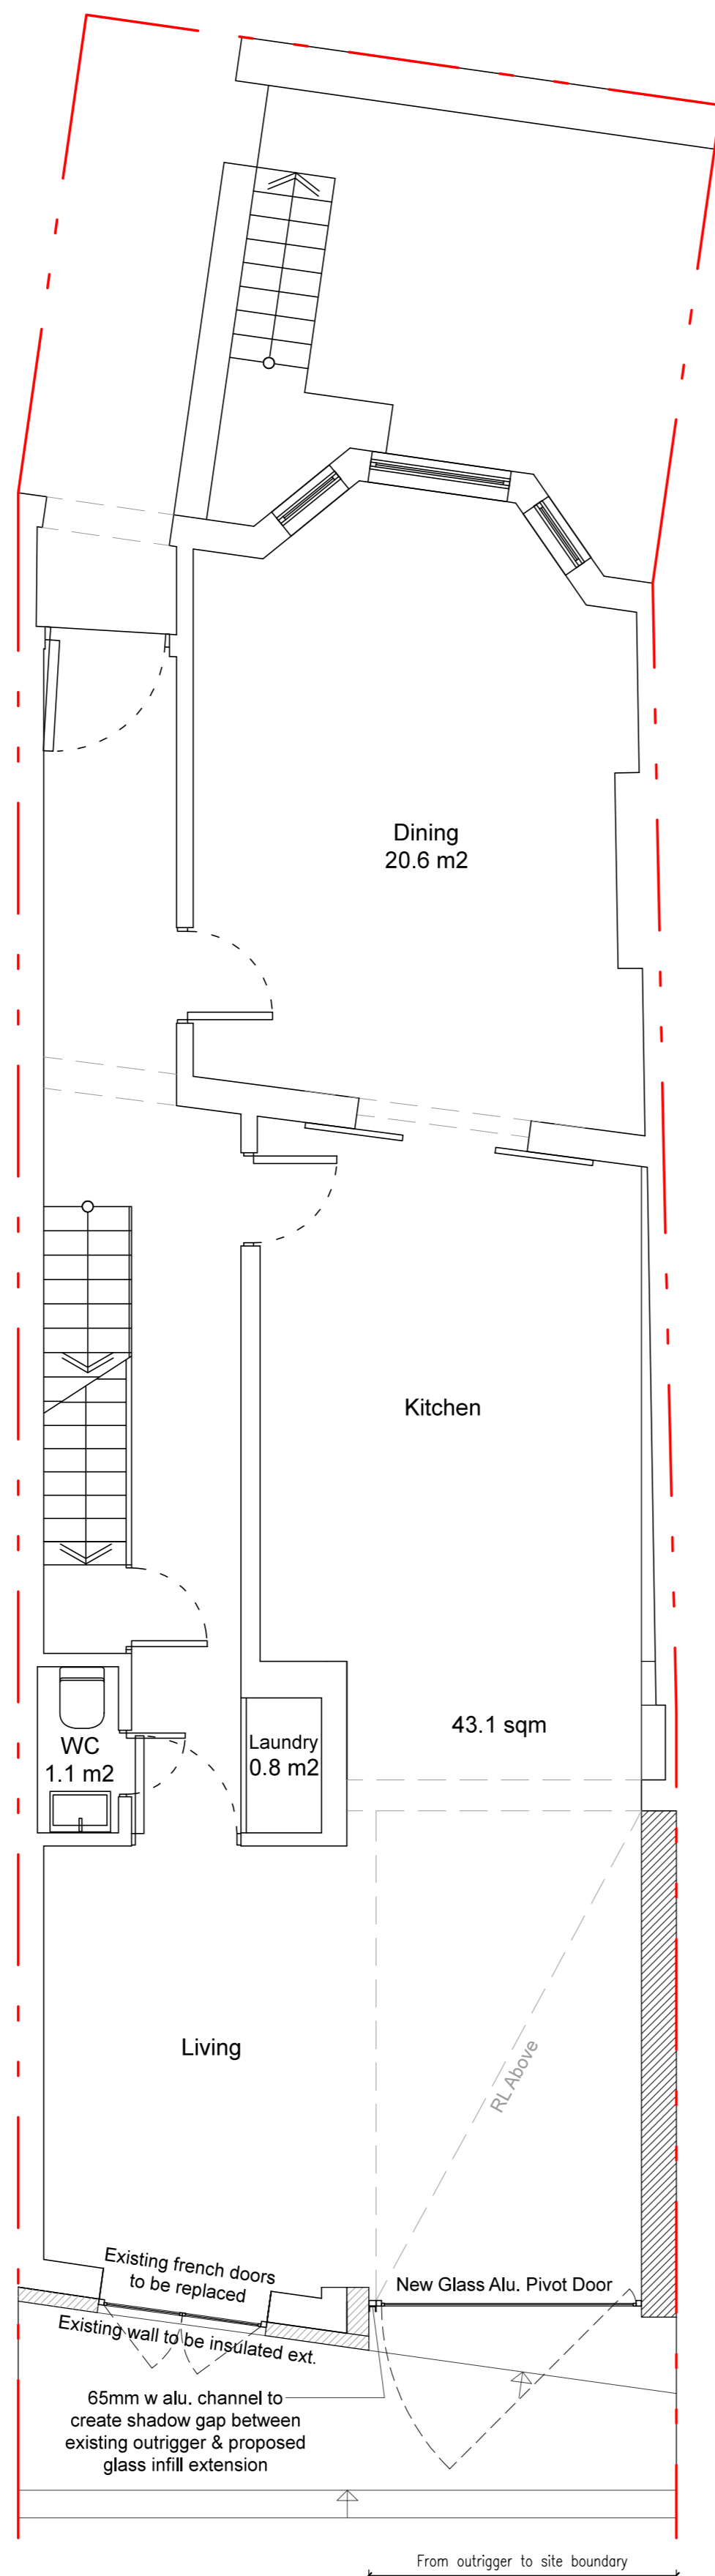 Dining
20.6 m2
Kitchen
43.1 sqm
Laundry
0.8 m2
WC
1.1 m2
Living
RL Above
Existing french doors
to be replaced
New Glass Alu. Pivot Door
Existing wall to be insulated ext.
65mm w alu. channel to
create shadow gap between
existing outrigger & proposed
glass infill extension
From outrigger to site boundary